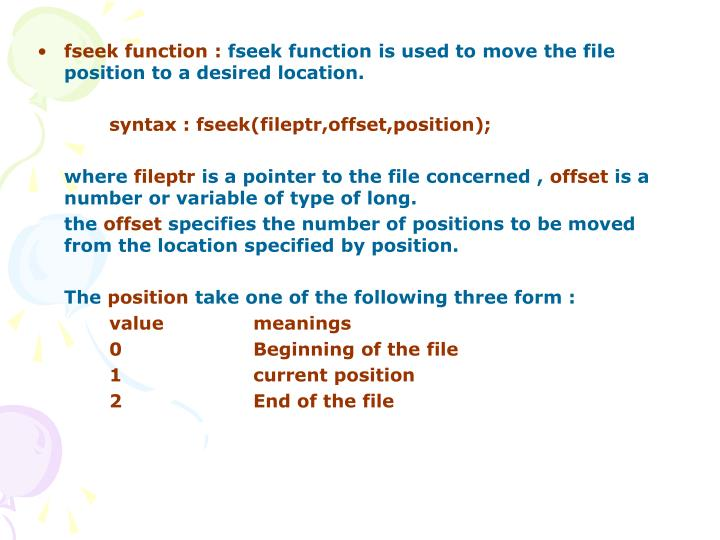 • fseek function : fseek function is used to move the file
position to a desired location.
syntax : fseek(fileptr,offset,position);
where fileptr is a pointer to the file concerned , offset is a
number or variable of type of long.
the offset specifies the number of positions to be moved
from the location specified by position.
The position take one of the following three form :
value meanings
0 Beginning of the file
1 current position
2 End of the file